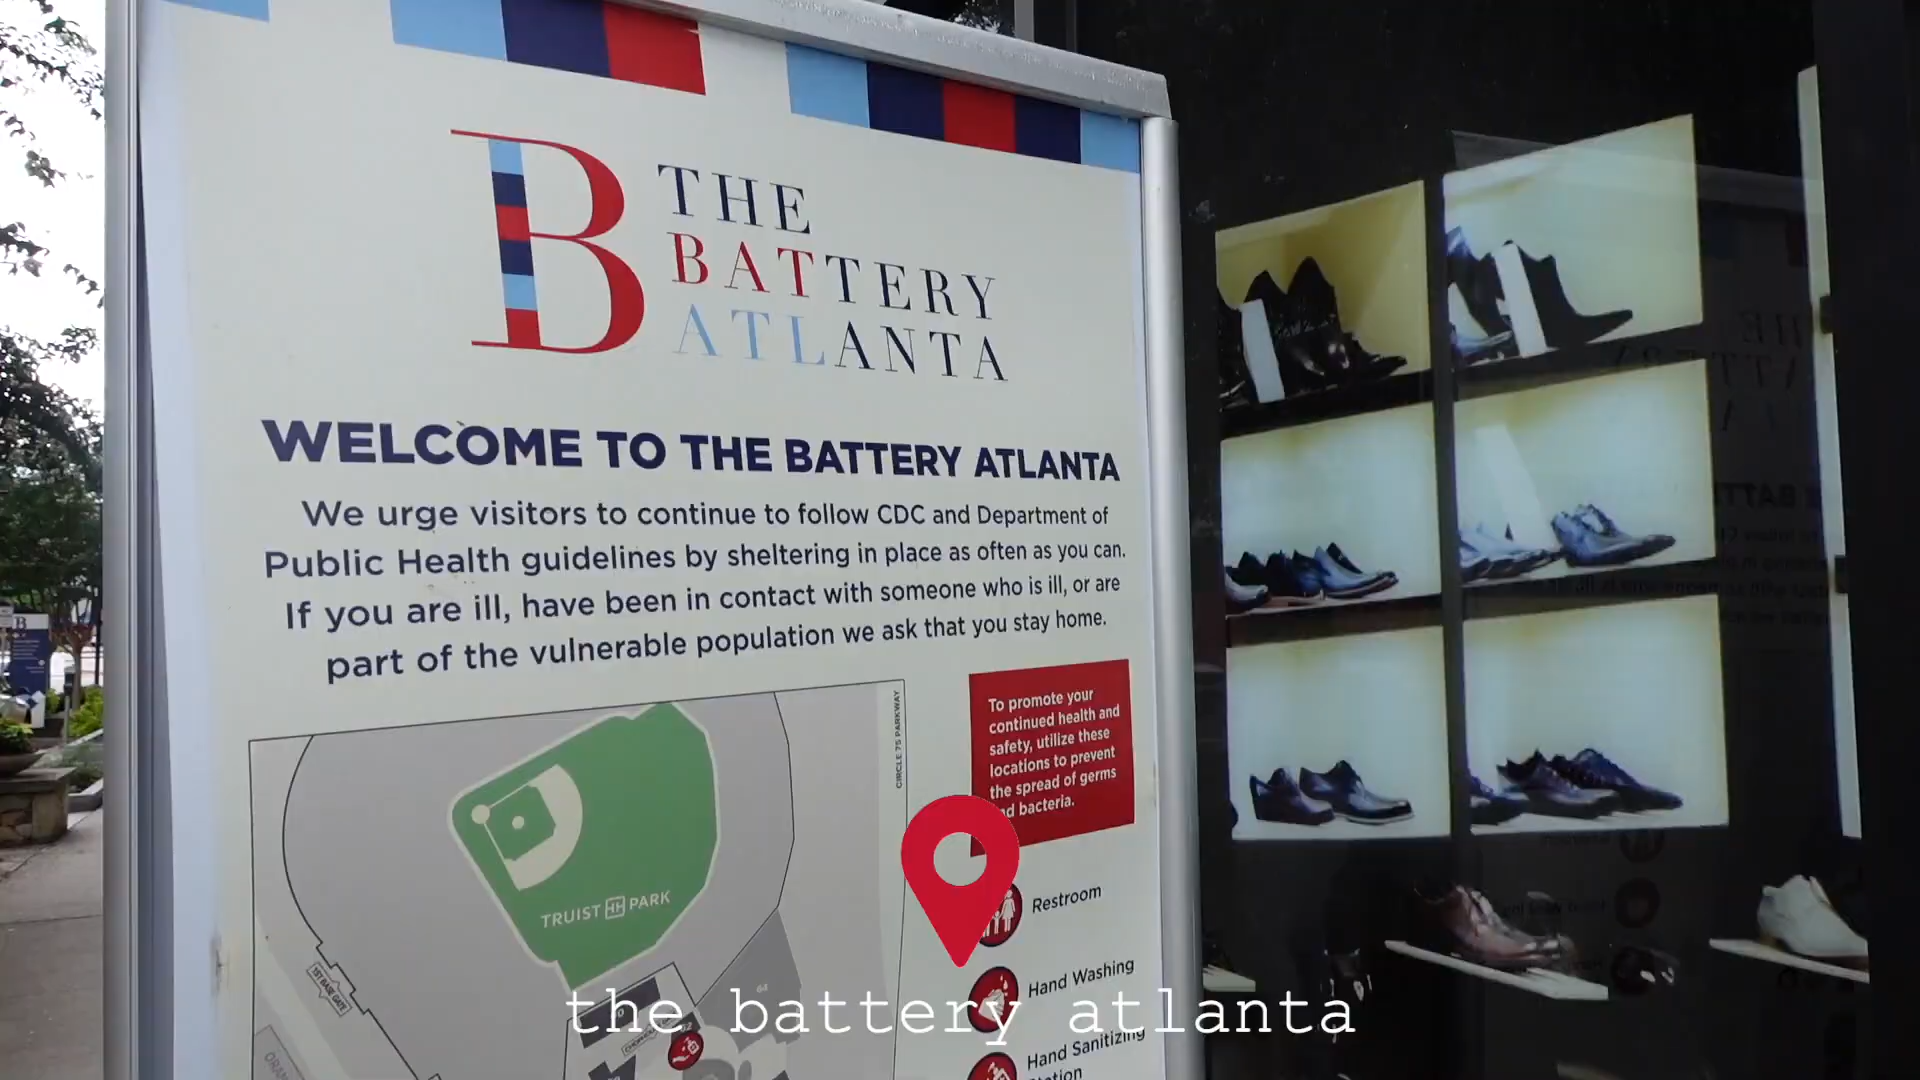 THE
BATTERY
ATLANTA
WELCOME TO THE BATTERY ATLANTA
We urge visitors to continue to follow CDC and Department of
Public Health guidelines by sheltering in place as often as you can.
If you are ill, have been in contact with someone who is ill, or are
part of the vulnerable population we ask that you stay home.
CIRCLE 75 PARKWAY
To promote your
continued health and
safety, utilize these
locations to prevent
the spread of germs
bacteria.
TRUIST PARK
Restroom
1ST BASE GATE
Hand Washing
Hand Sanitizing
the battery atlanta